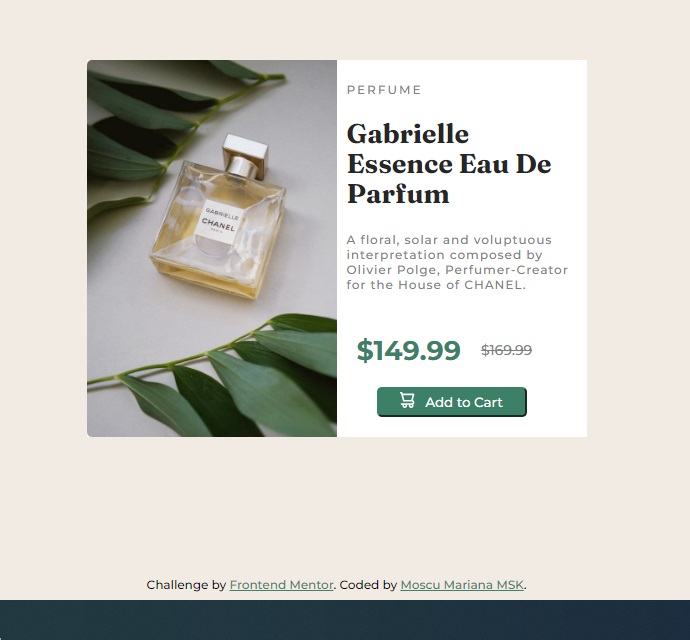 PERFUME
Gabrielle
Essence Eau De
Parfum
A floral, solar and voluptuous
interpretation composed by
Olivier Polge, Perfumer-Creator
for the House of CHANEL.
$149.99 $169.99
Add to Cart
GABRIELLE
CHANEL
PARIS
Challenge by Frontend Mentor. Coded by Moscu Mariana MSK.